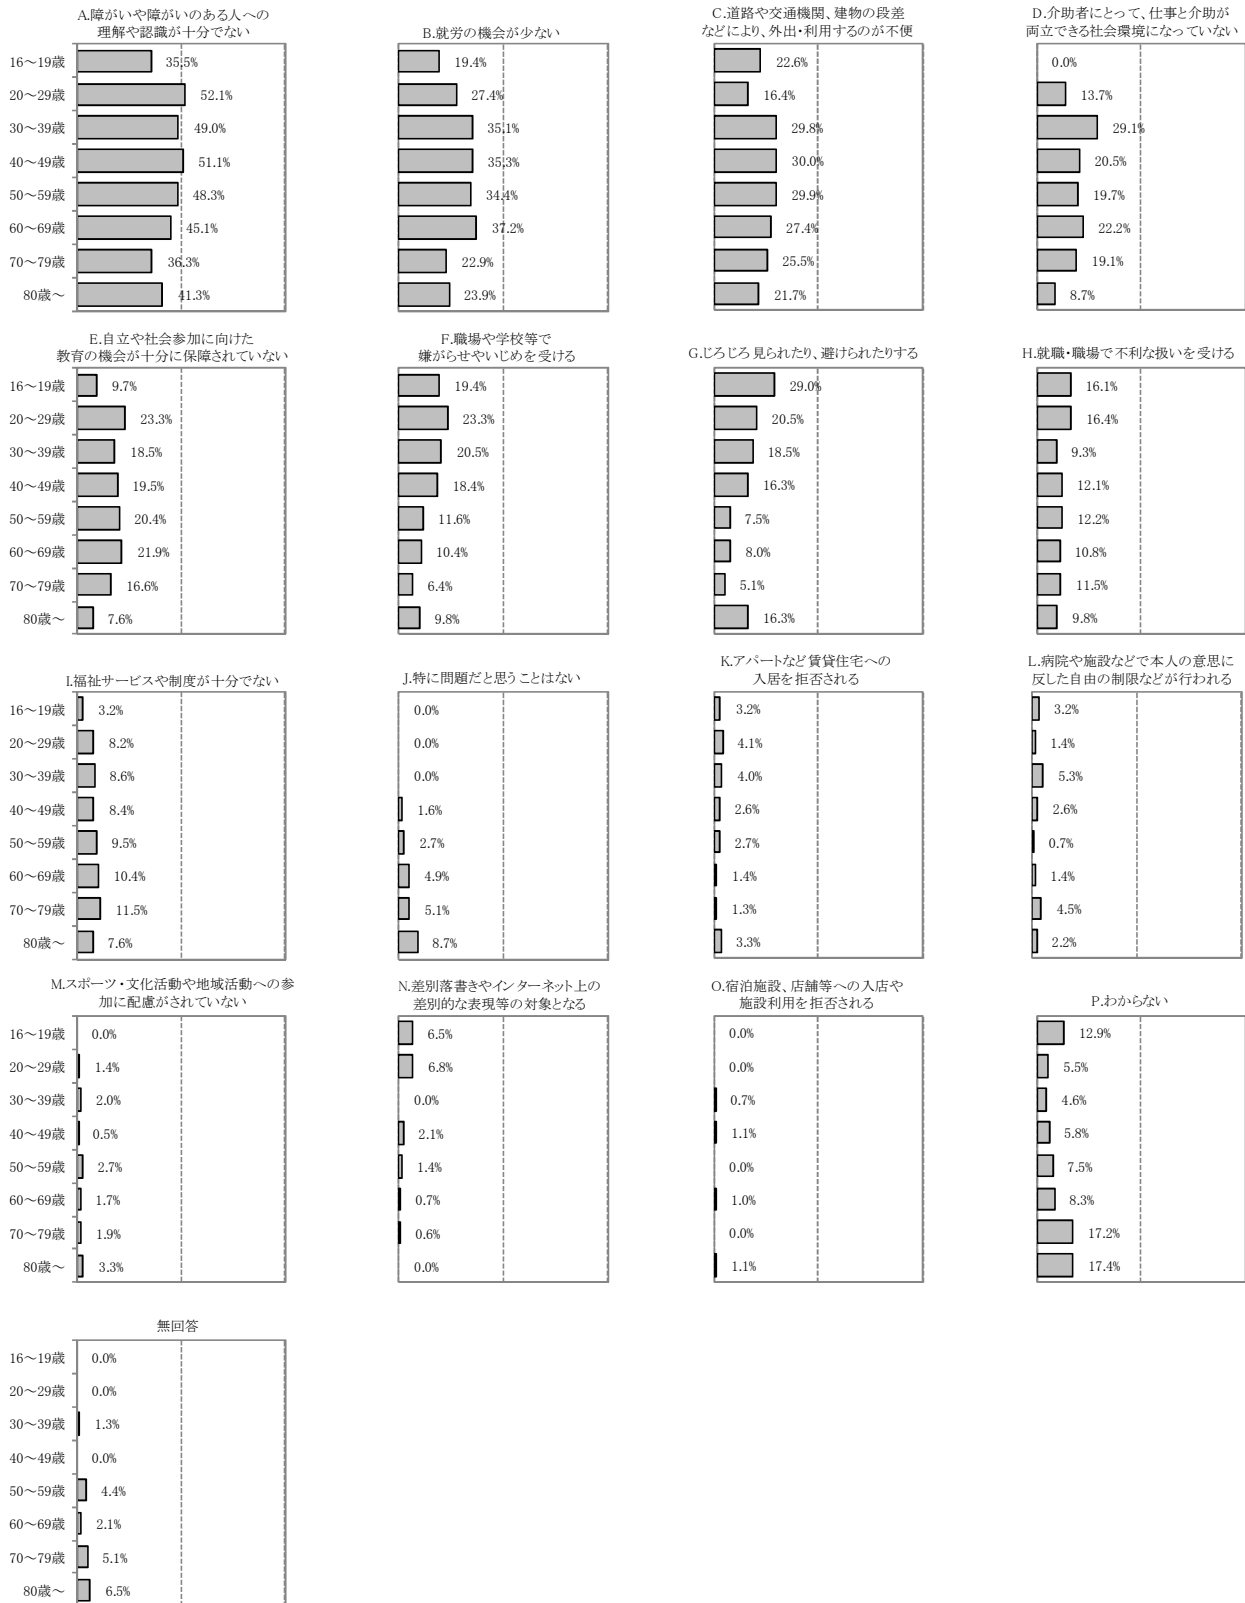 A.障がいや障がいのある人への
理解や認識が十分でない
16～19歳 35.5%
20～29歳 52.1%
30～39歳 49.0%
40～49歳 51.1%
50～59歳 48.3%
60～69歳 45.1%
70～79歳 36.3%
80歳～ 41.3%
B.就労の機会が少ない
19.4%
27.4%
35.1%
35.3%
34.4%
37.2%
22.9%
23.9%
C.道路や交通機関、建物の段差
などにより、外出・利用するのが不便
22.6%
16.4%
29.8%
30.0%
29.9%
27.4%
25.5%
21.7%
D.介助者にとって、仕事と介助が
両立できる社会環境になっていない
0.0%
13.7%
29.1%
20.5%
19.7%
22.2%
19.1%
8.7%
E.自立や社会参加に向けた
教育の機会が十分に保障されていない
16～19歳 9.7%
20～29歳 23.3%
30～39歳 18.5%
40～49歳 19.5%
50～59歳 20.4%
60～69歳 21.9%
70～79歳 16.6%
80歳～ 7.6%
F.職場や学校等で
嫌がらせやいじめを受ける
19.4%
23.3%
20.5%
18.4%
11.6%
10.4%
6.4%
9.8%
G.じろじろ見られたり、避けられたりする
29.0%
20.5%
18.5%
16.3%
7.5%
8.0%
5.1%
16.3%
H.就職・職場で不利な扱いを受ける
16.1%
16.4%
9.3%
12.1%
12.2%
10.8%
11.5%
9.8%
I.福祉サービスや制度が十分でない
16～19歳 3.2%
20～29歳 8.2%
30～39歳 8.6%
40～49歳 8.4%
50～59歳 9.5%
60～69歳 10.4%
70～79歳 11.5%
80歳～ 7.6%
J.特に問題だと思うことはない
0.0%
0.0%
0.0%
1.6%
2.7%
4.9%
5.1%
8.7%
K.アパートなど賃貸住宅への
入居を拒否される
3.2%
4.1%
4.0%
2.6%
2.7%
1.4%
1.3%
3.3%
L.病院や施設などで本人の意思に
反した自由の制限などが行われる
3.2%
1.4%
5.3%
2.6%
0.7%
1.4%
4.5%
2.2%
M.スポーツ・文化活動や地域活動への参
加に配慮がされていない
16～19歳 0.0%
20～29歳 1.4%
30～39歳 2.0%
40～49歳 0.5%
50～59歳 2.7%
60～69歳 1.7%
70～79歳 1.9%
80歳～ 3.3%
N.差別落書きやインターネット上の
差別的な表現等の対象となる
6.5%
6.8%
0.0%
2.1%
1.4%
0.7%
0.6%
0.0%
O.宿泊施設、店舗等への入店や
施設利用を拒否される
0.0%
0.0%
0.7%
1.1%
0.0%
1.0%
0.0%
1.1%
P.わからない
12.9%
5.5%
4.6%
5.8%
7.5%
8.3%
17.2%
17.4%
無回答
16～19歳 0.0%
20～29歳 0.0%
30～39歳 1.3%
40～49歳 0.0%
50～59歳 4.4%
60～69歳 2.1%
70～79歳 5.1%
80歳～ 6.5%